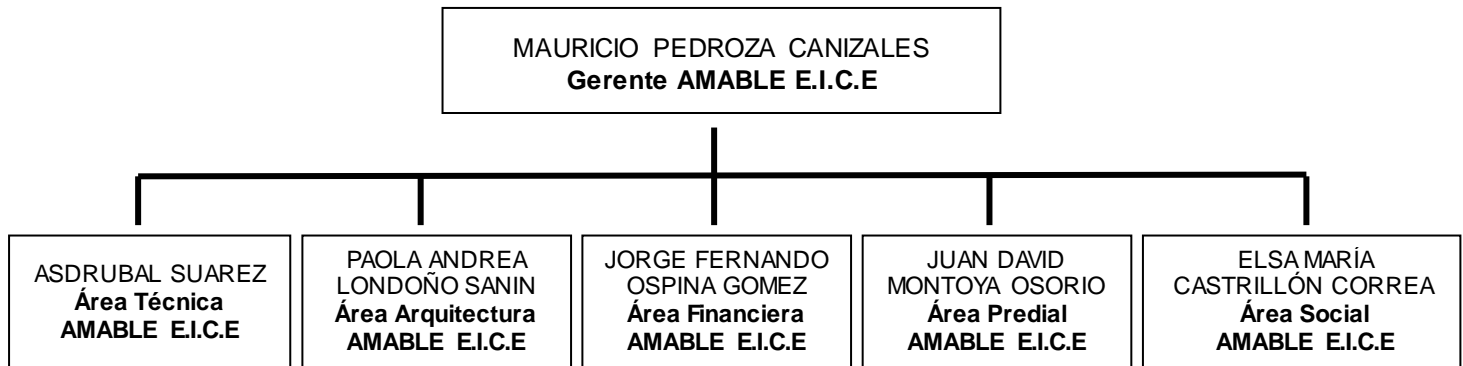 MAURICIO PEDROZA CANIZALES
Gerente AMABLE E.I.C.E
ASDRUBAL SUAREZ
Área Técnica
AMABLE E.I.C.E
PAOLA ANDREA
LONDOÑO SANIN
Área Arquitectura
AMABLE E.I.C.E
JORGE FERNANDO
OSPINA GOMEZ
Área Financiera
AMABLE E.I.C.E
JUAN DAVID
MONTOYA OSORIO
Área Predial
AMABLE E.I.C.E
ELSA MARÍA
CASTRILLÓN CORREA
Área Social
AMABLE E.I.C.E